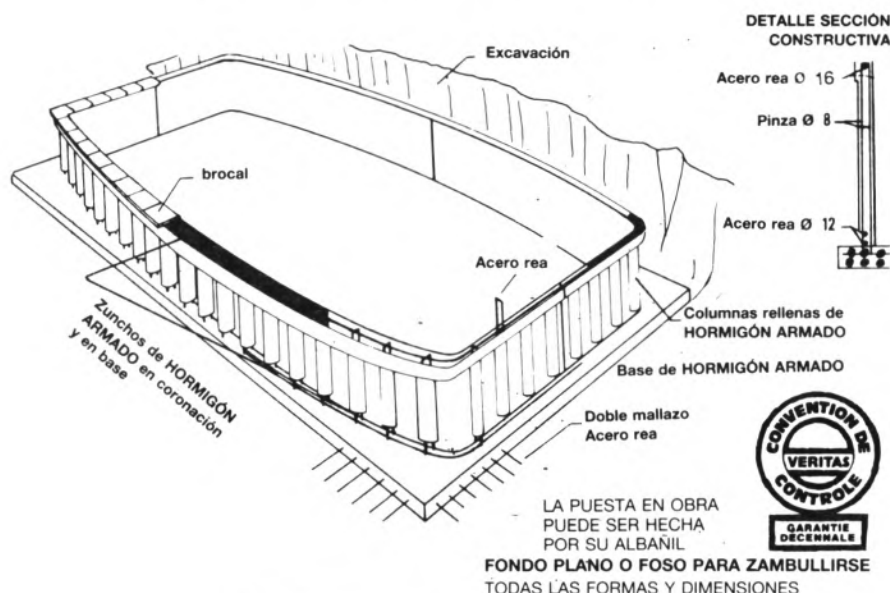 DETALLE SECCIÓN
CONSTRUCTIVA
Excavación
Acero rea Ø 16
Pinza Ø 8
brocal
Acero rea Ø 12
Acero rea
Zunchos de HORMIGÓN
ARMADO en coronación
y en base
Columnas rellenas de
HORMIGÓN ARMADO
Base de HORMIGÓN ARMADO
Doble mallazo
Acero rea
CONVENTION DE
VERITAS
CONTROLE
GARANTIE
DECENNALE
LA PUESTA EN OBRA
PUEDE SER HECHA
POR SU ALBAÑIL
FONDO PLANO O FOSO PARA ZAMBULLIRSE
TODAS LAS FORMAS Y DIMENSIONES